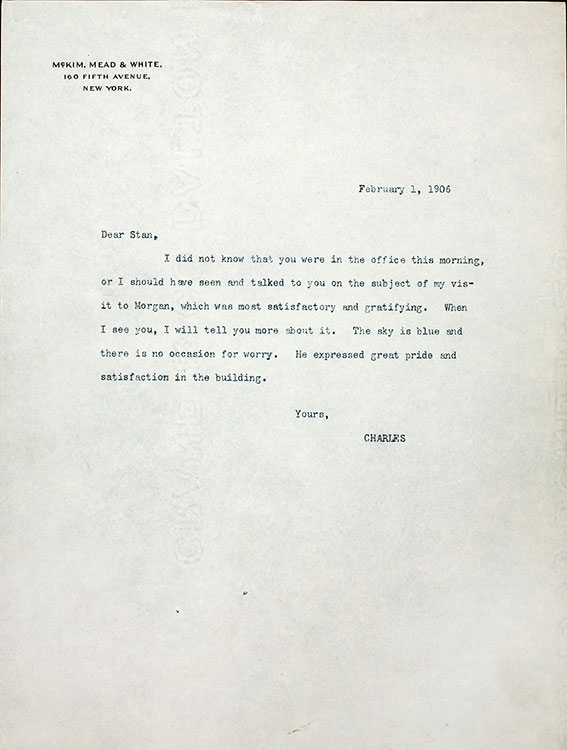 McKIM, MEAD & WHITE,
160 FIFTH AVENUE,
NEW YORK.
February 1, 1906
Dear Stan,
I did not know that you were in the office this morning,
or I should have seen and talked to you on the subject of my vis-
it to Morgan, which was most satisfactory and gratifying. When
I see you, I will tell you more about it. The sky is blue and
there is no occasion for worry. He expressed great pride and
satisfaction in the building.
Yours,
CHARLES